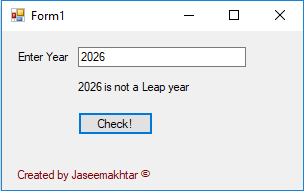 Form1
Enter Year 2026
2026 is not a Leap year
Check!
Created by Jaseemakhtar ©